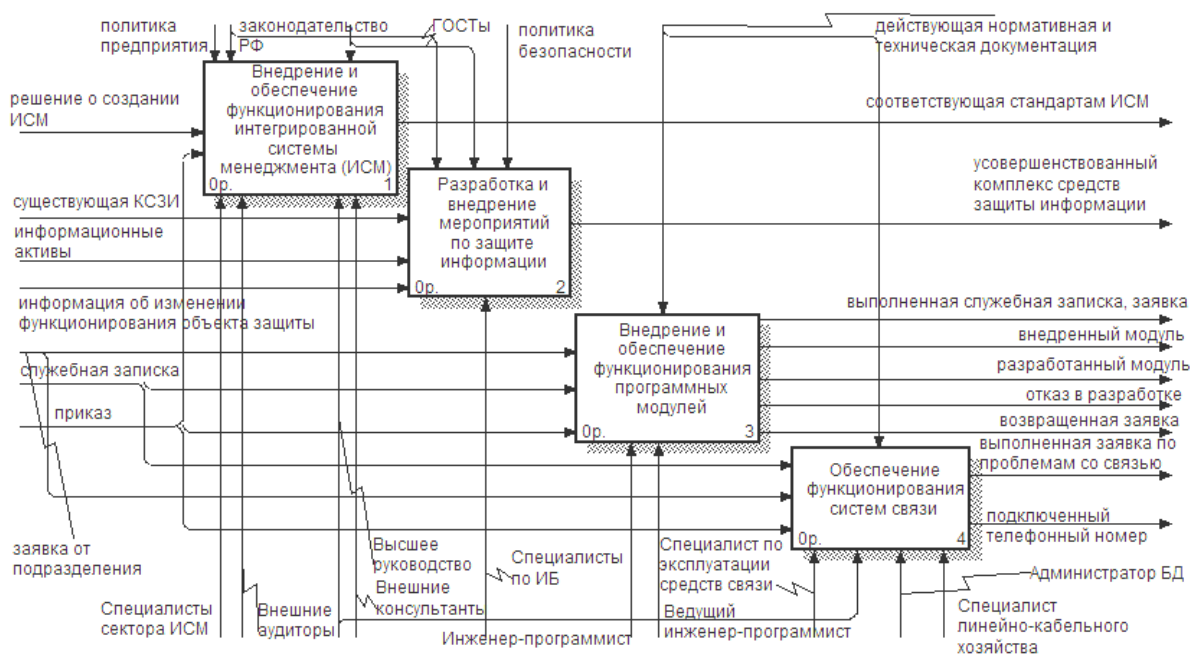 политика
предприятия
законодательство
РФ
ГОСТы
политика
безопасности
действующая нормативная и
техническая документация
Внедрение и
обеспечение
функционирования
интегрированной
системы
менеджмента (ИСМ)
0р.
1
решение о создании
ИСМ
соответствующая стандартам ИСМ
Разработка и
внедрение
мероприятий
по защите
информации
0р.
2
усовершенствованный
комплекс средств
защиты информации
существующая КСЗИ
информационные
активы
информация об изменении
функционирования объекта защиты
Внедрение и
обеспечение
функционирования
программных
модулей
0р.
3
выполненная служебная записка, заявка
внедренный модуль
разработанный модуль
отказ в разработке
возвращенная заявка
выполненная заявка по
проблемам со связью
служебная записка
приказ
Обеспечение
функционирования
систем связи
0р.
4
подключенный
телефонный номер
заявка от
подразделения
Высшее
руководство
Специалисты
по ИБ
Специалист по
эксплуатации
средств связи
Администратор БД
Специалисты
сектора ИСМ
Внешние
аудиторы
Внешние
консультанты
Инженер-программист
Ведущий
инженер-программист
Специалист
линейно-кабельного
хозяйства